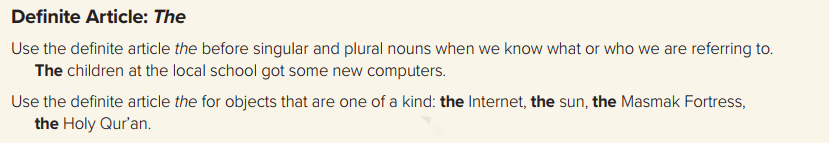 Definite Article: The
Use the definite article the before singular and plural nouns when we know what or who we are referring to.
The children at the local school got some new computers.
Use the definite article the for objects that are one of a kind: the Internet, the sun, the Masmak Fortress,
the Holy Qur'an.